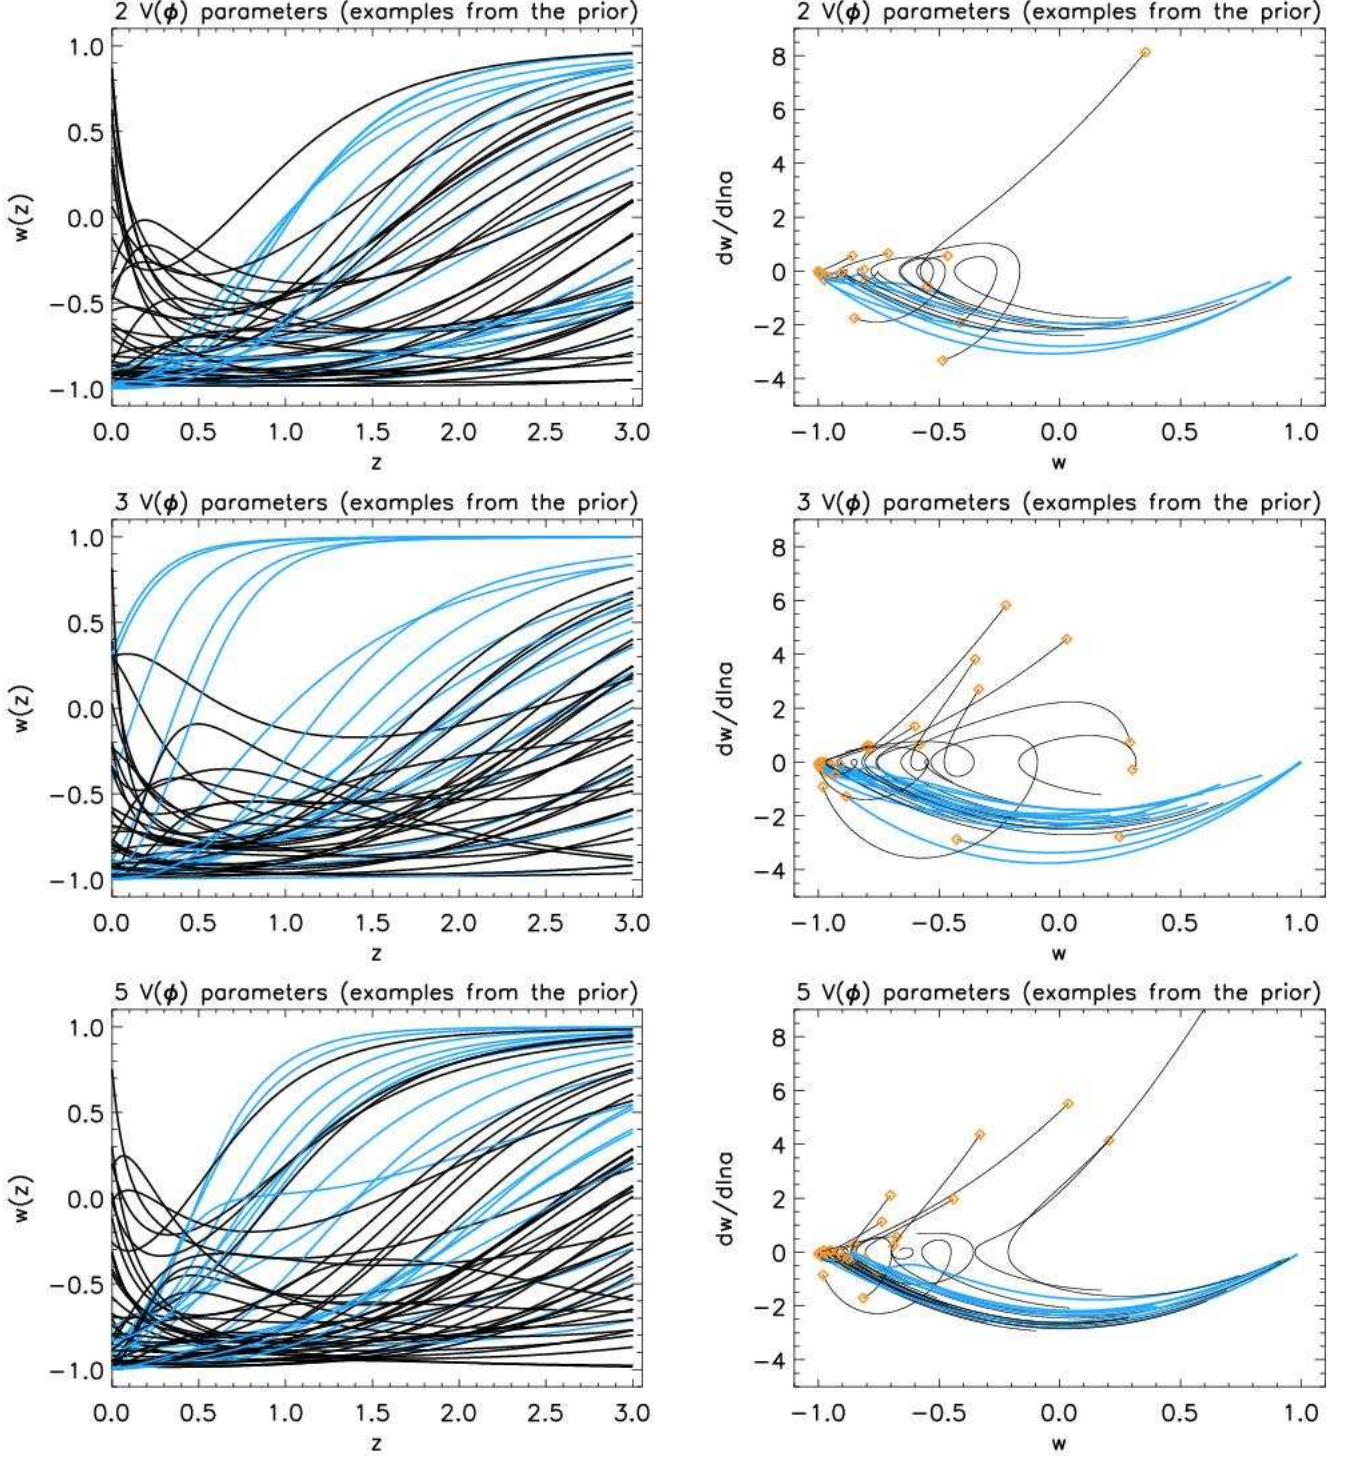 2 V(ϕ) parameters (examples from the prior)
w(z)
1.0
0.5
0.0
−0.5
−1.0
0.0 0.5 1.0 1.5 2.0 2.5 3.0
z
2 V(ϕ) parameters (examples from the prior)
dw/dlna
8
6
4
2
0
−2
−4
−1.0 −0.5 0.0 0.5 1.0
w
3 V(ϕ) parameters (examples from the prior)
w(z)
1.0
0.5
0.0
−0.5
−1.0
0.0 0.5 1.0 1.5 2.0 2.5 3.0
z
3 V(ϕ) parameters (examples from the prior)
dw/dlna
8
6
4
2
0
−2
−4
−1.0 −0.5 0.0 0.5 1.0
w
5 V(ϕ) parameters (examples from the prior)
w(z)
1.0
0.5
0.0
−0.5
−1.0
0.0 0.5 1.0 1.5 2.0 2.5 3.0
z
5 V(ϕ) parameters (examples from the prior)
dw/dlna
8
6
4
2
0
−2
−4
−1.0 −0.5 0.0 0.5 1.0
w